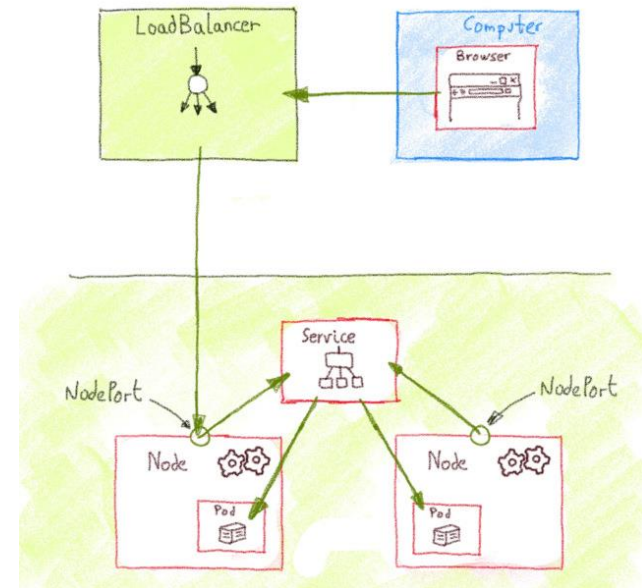 LoadBalancer
Computer
Browser
Service
NodePort
NodePort
Node
Node
Pod
Pod